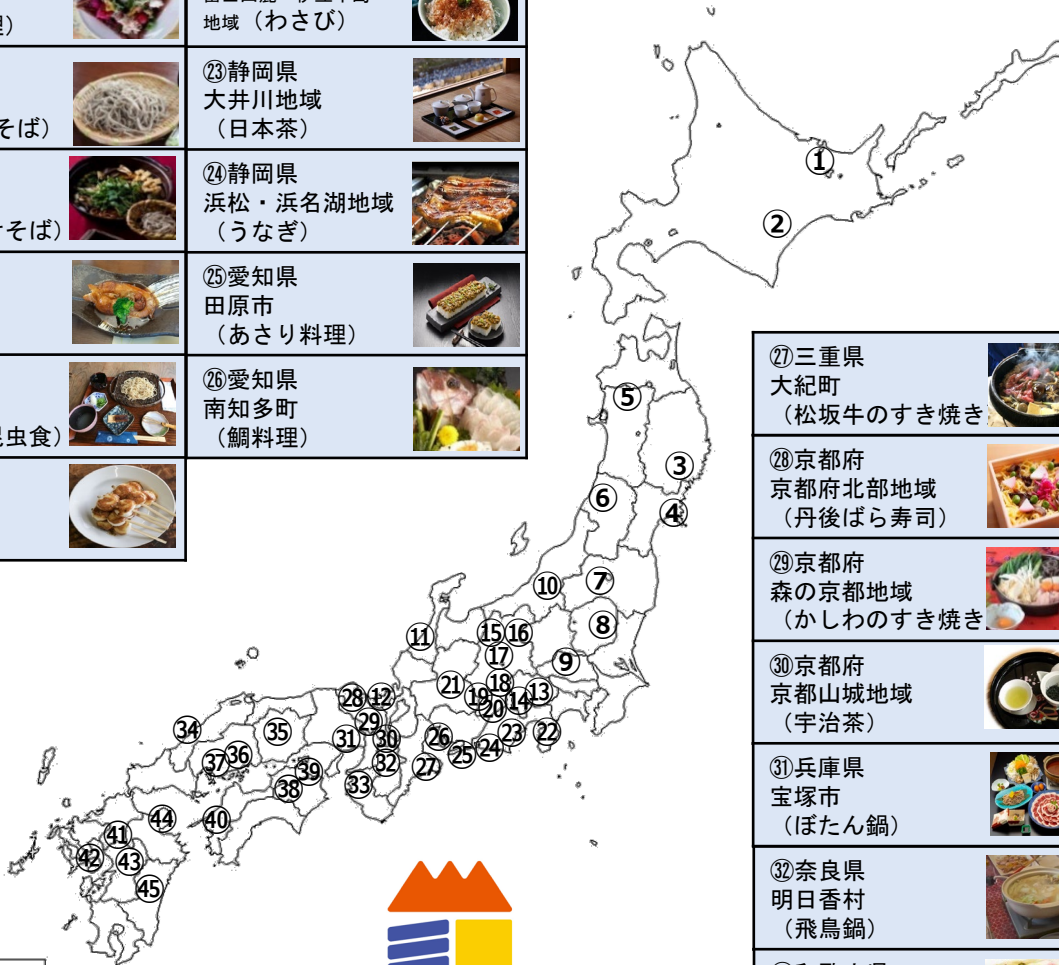 理）
そば）
そば）
昆虫食）
地域（わさび）
㉓静岡県
大井川地域
（日本茶）
㉔静岡県
浜松・浜名湖地域
（うなぎ）
㉕愛知県
田原市
（あさり料理）
㉖愛知県
南知多町
（鯛料理）
①
②
⑤
③
⑥
④
⑦
⑩
⑧
⑪
⑮
⑯
⑰
⑨
㉑
⑱
⑲
⑭
⑬
⑳
㉘
⑫
㉙
㉞
㉟
㉛
㉚
㉖
㉓
㉒
㉔
㉕
㊲
㊱
㉜
㉗
㊴
㊳
㉝
㊹
㊵
㊶
㊷
㊸
㊺
㉗三重県
大紀町
（松坂牛のすき焼き
㉘京都府
京都府北部地域
（丹後ばら寿司）
㉙京都府
森の京都地域
（かしわのすき焼き
㉚京都府
京都山城地域
（宇治茶）
㉛兵庫県
宝塚市
（ぼたん鍋）
㉜奈良県
明日香村
（飛鳥鍋）